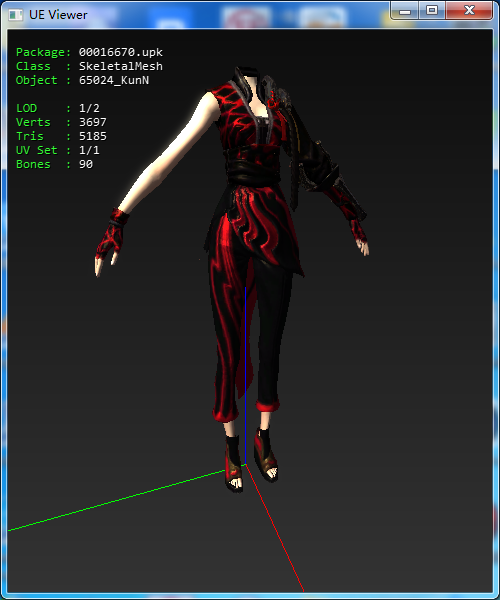 UE Viewer
Package: 00016670.upk
Class : SkeletalMesh
Object : 65024_KunN
LOD : 1/2
Verts : 3697
Tris : 5185
UV Set : 1/1
Bones : 90